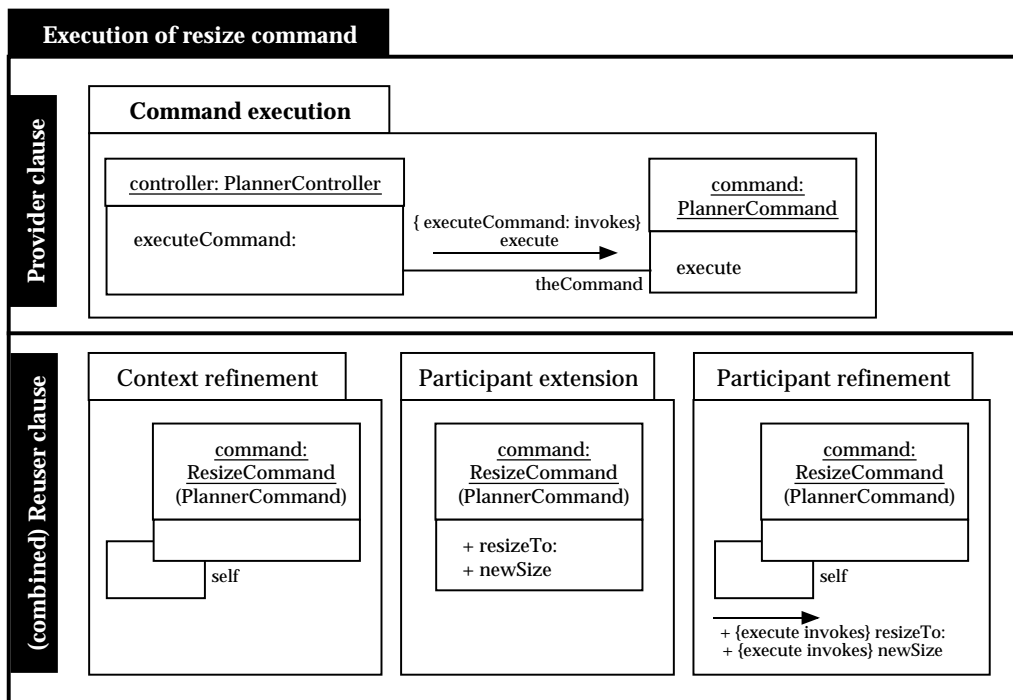 Execution of resize command
Provider clause
Command execution
controller: PlannerController
executeCommand:
{ executeCommand: invokes}
execute
theCommand
command:
PlannerCommand
execute
(combined) Reuser clause
Context refinement
command:
ResizeCommand
(PlannerCommand)
self
Participant extension
command:
ResizeCommand
(PlannerCommand)
+ resizeTo:
+ newSize
Participant refinement
command:
ResizeCommand
(PlannerCommand)
self
+ {execute invokes} resizeTo:
+ {execute invokes} newSize